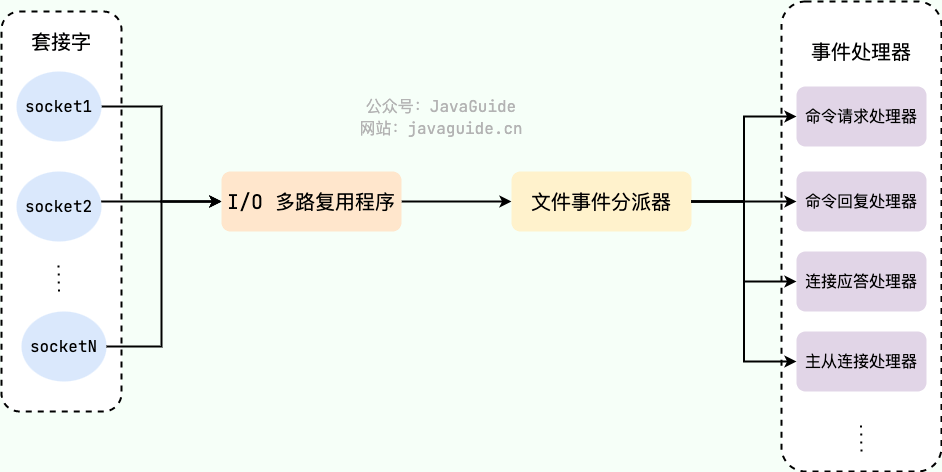 套接字
socket1
socket2
socketN
公众号：JavaGuide
网站：javaguide.cn
I/O 多路复用程序
文件事件分派器
事件处理器
命令请求处理器
命令回复处理器
连接应答处理器
主从连接处理器